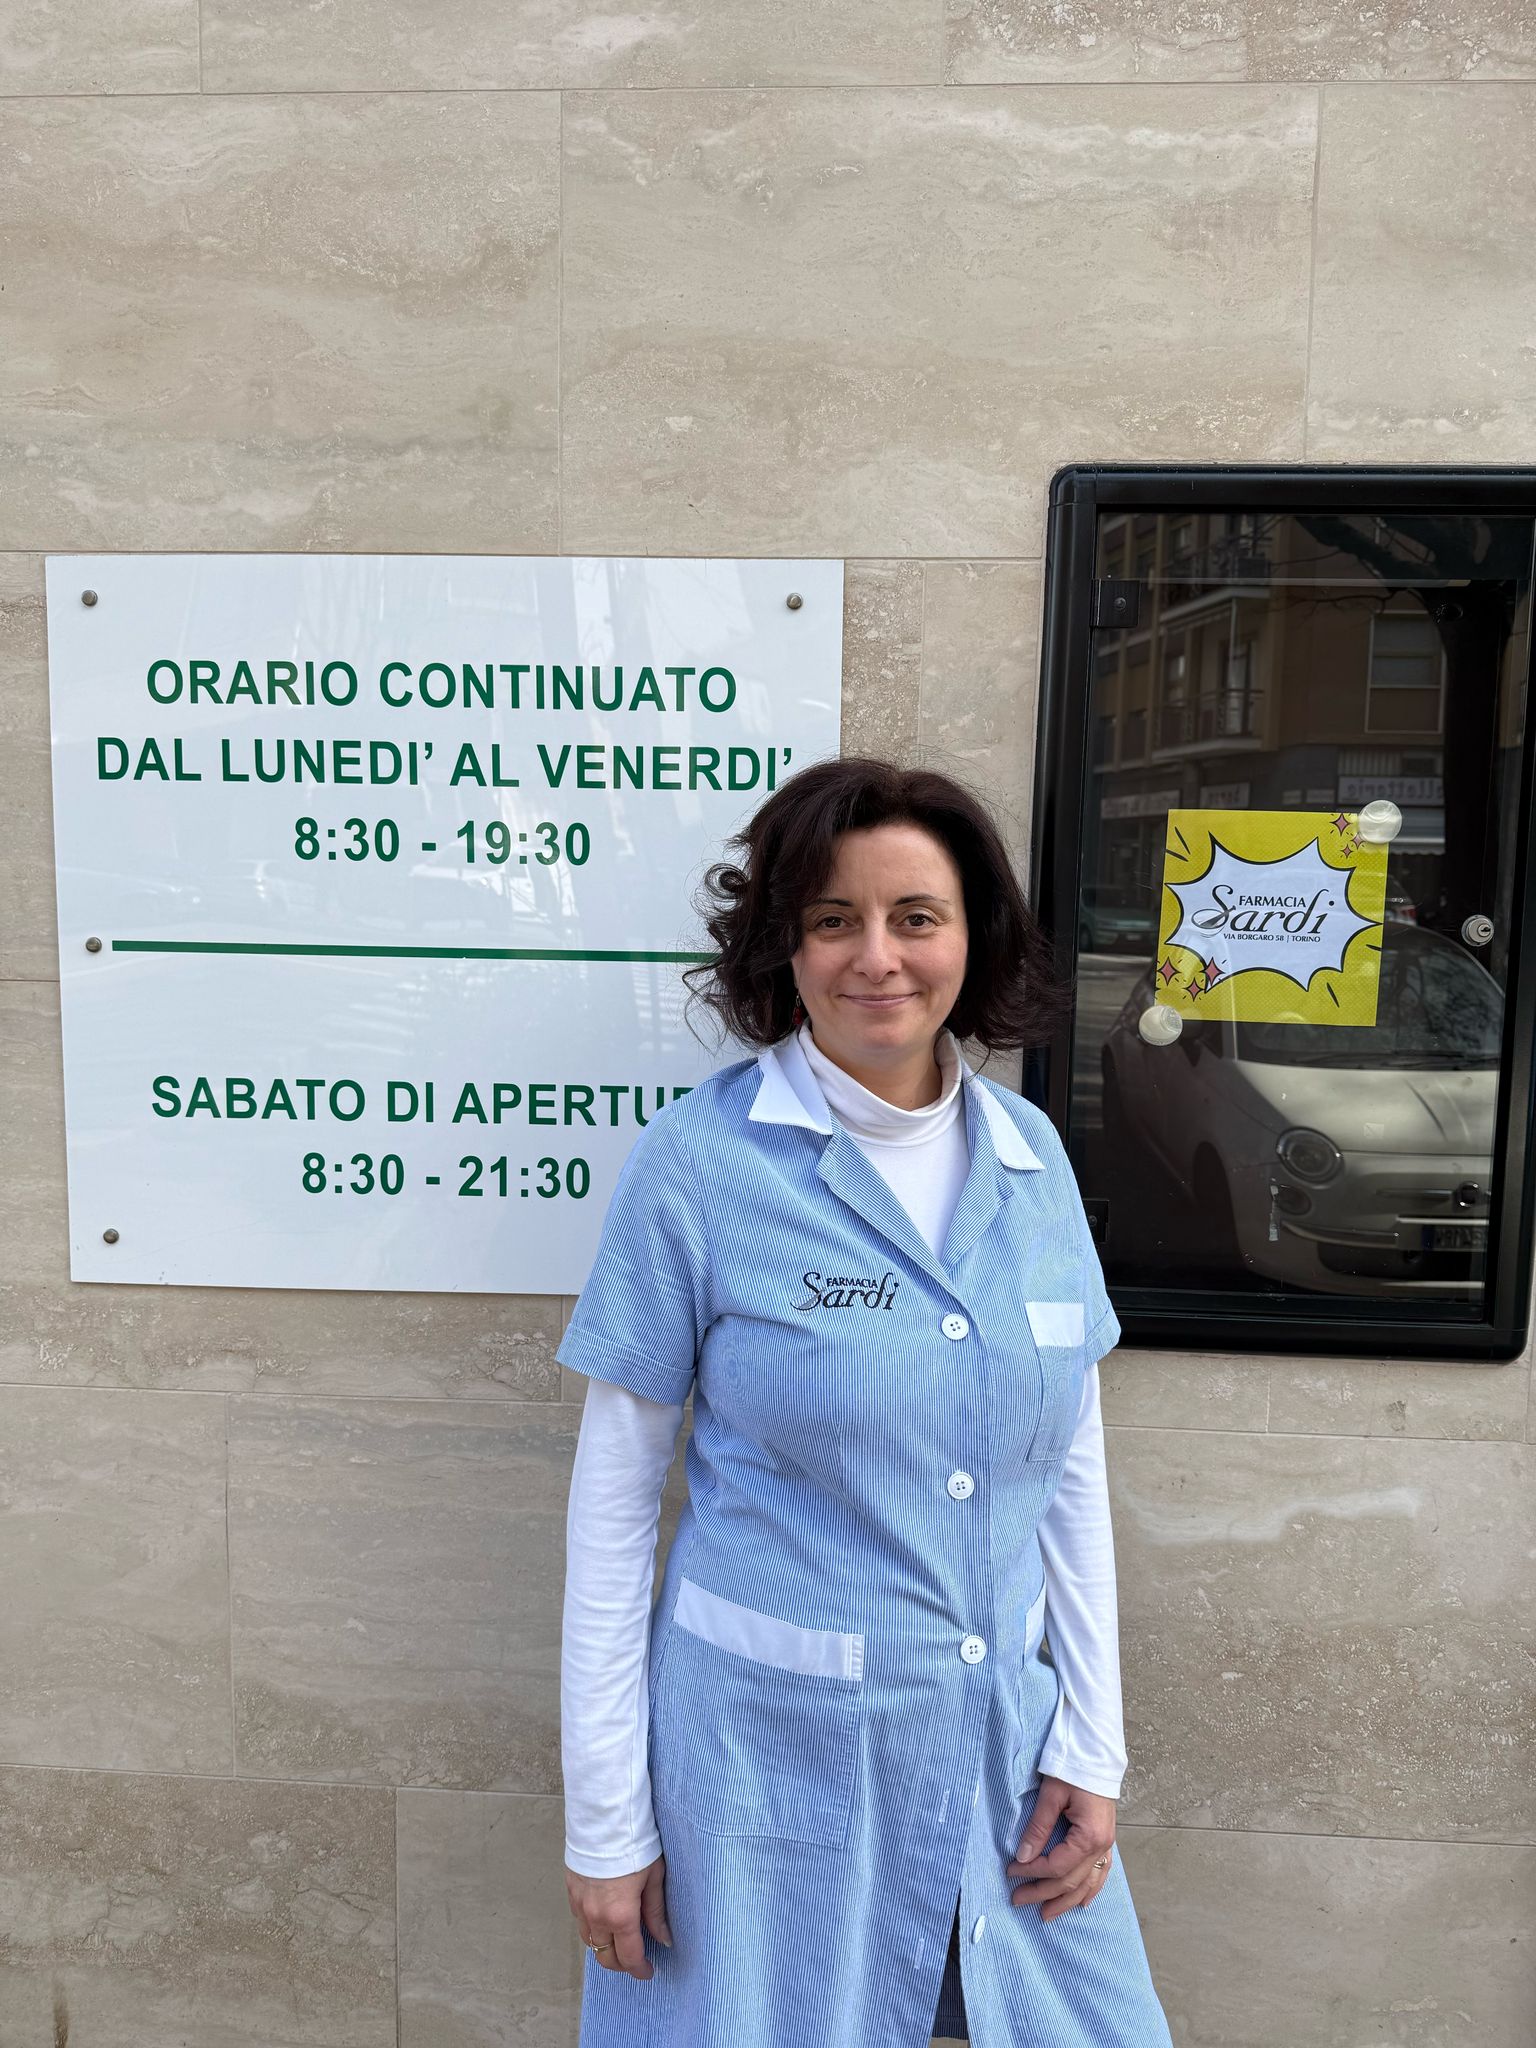 ORARIO CONTINUATO
DAL LUNEDI’ AL VENERDI’
8:30 - 19:30
SABATO DI APERTU
8:30 - 21:30
FARMACIA
Sardi
VIA BORGARO 58 | TORINO
FARMACIA
Sardi